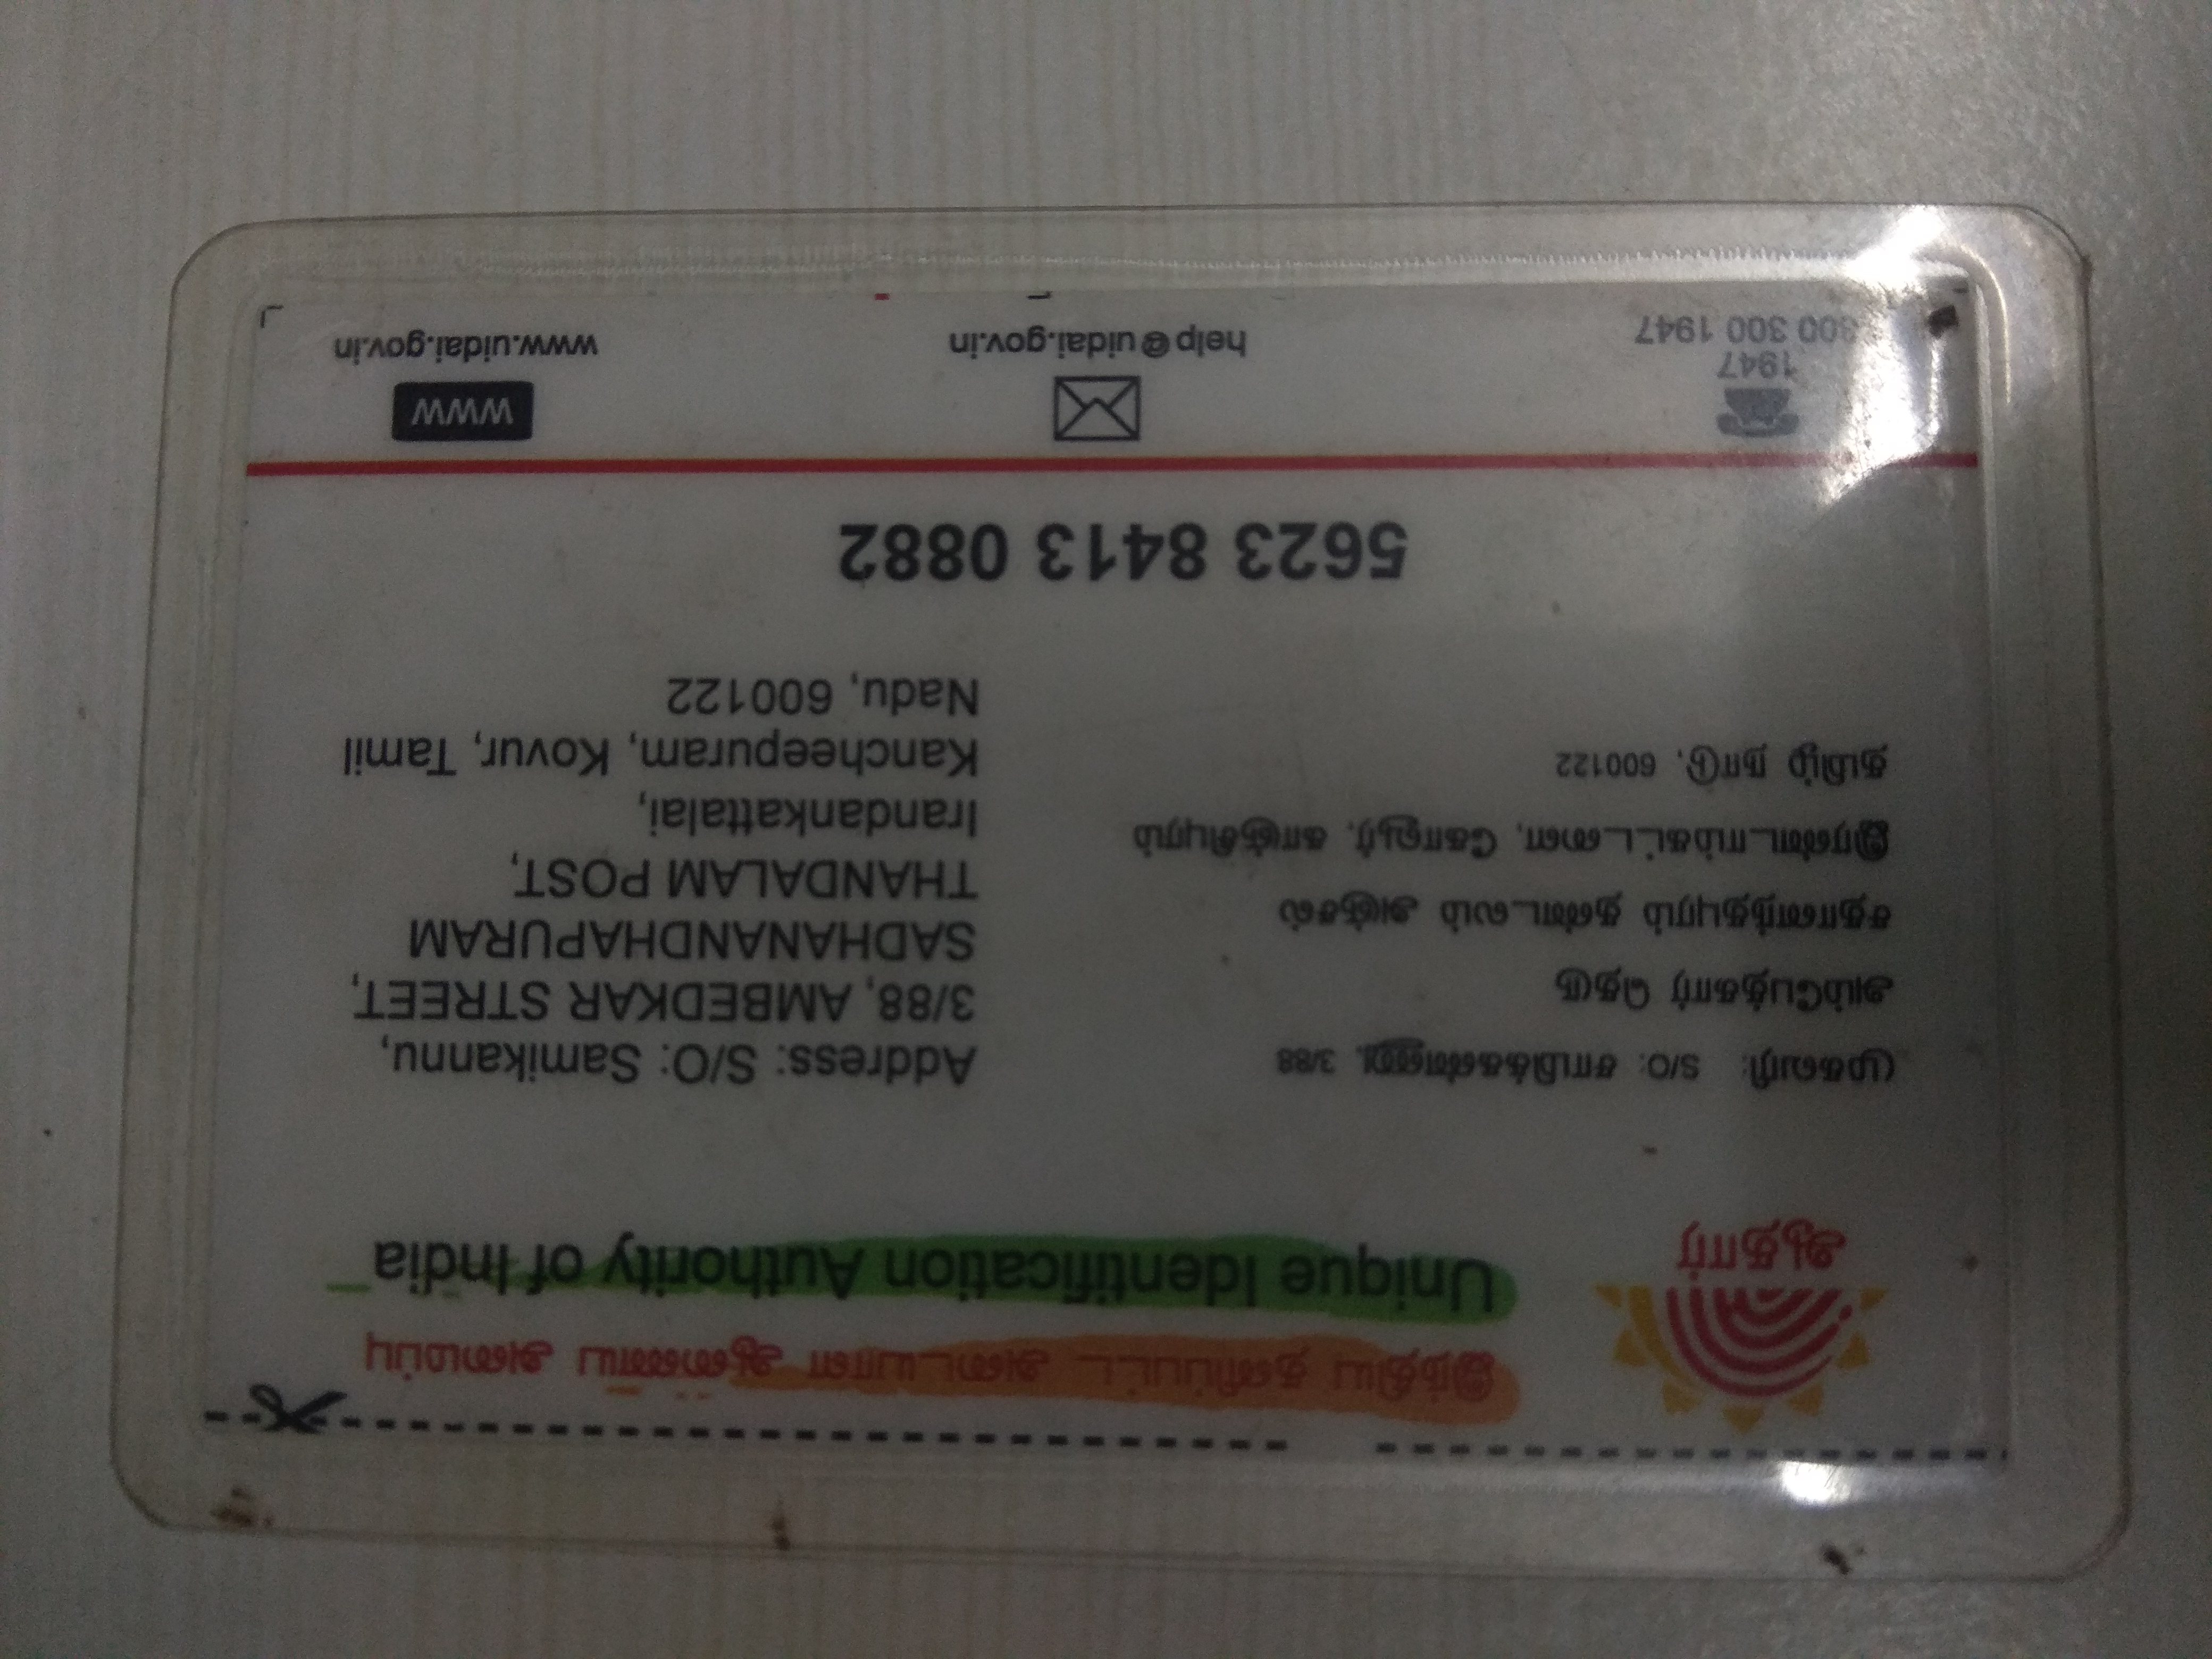 இந்திய தனிப்பட்ட அடையாள ஆணைய அமைப்பு
Unique Identification Authority of India
ஆதார்
முகவரி: S/O: சாமிக்கண்ணு, 3/88
அம்பேத்கார் தெரு
சதானந்தபுரம் தண்டலம் அஞ்சல்
இரண்டாம்கட்டளை, கோவூர், காஞ்சிபுரம்
தமிழ் நாடு, 600122
Address: S/O: Samikannu,
3/88, AMBEDKAR STREET,
SADHANANDHAPURAM
THANDALAM POST,
Irandankattalai,
Kancheepuram, Kovur, Tamil
Nadu, 600122
5623 8413 0882
1947
300 1947
help@uidai.gov.in
WWW
www.uidai.gov.in